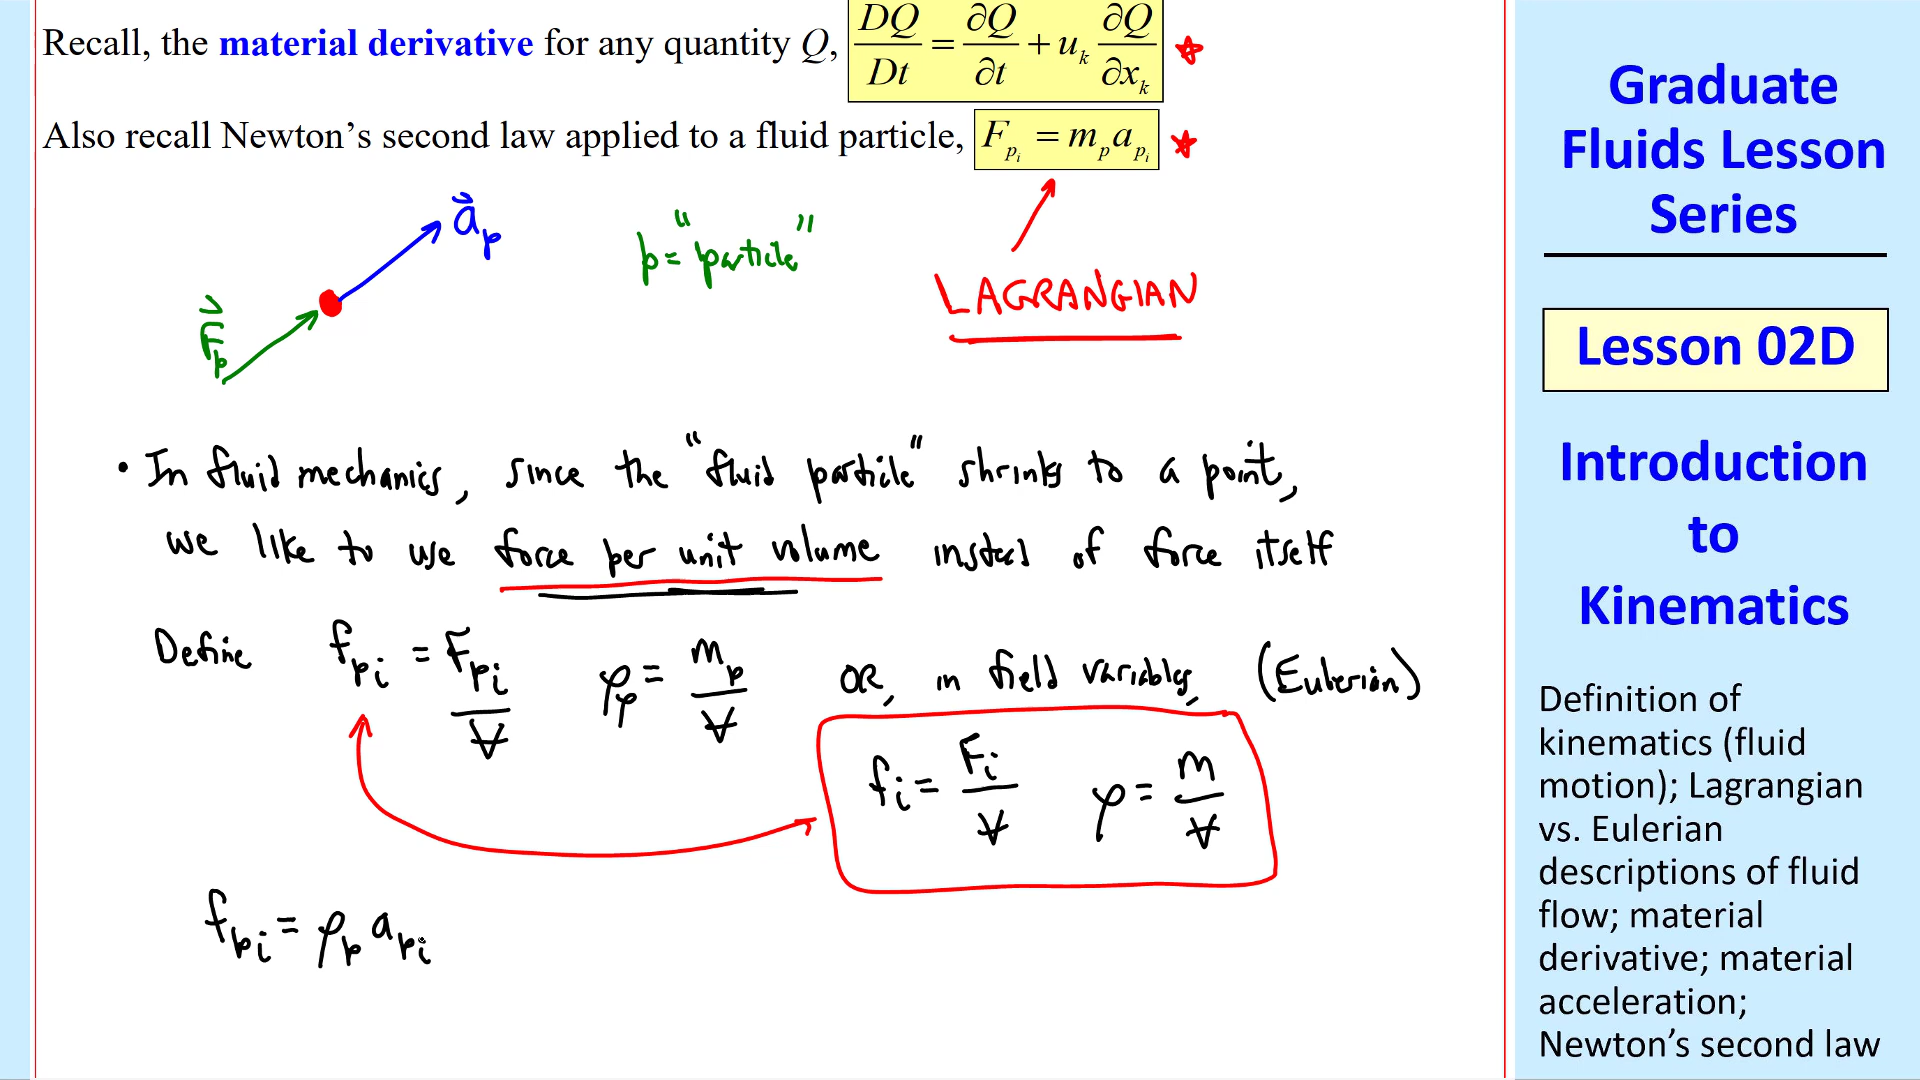 Recall, the material derivative for any quantity Q, DQ/Dt = ∂Q/∂t + u_k ∂Q/∂x_k
Also recall Newton’s second law applied to a fluid particle, F_{p_i} = m_p a_{p_i}
a⃗_p
p = "particle"
F⃗_p
LAGRANGIAN
• In fluid mechanics, since the "fluid particle" shrinks to a point,
we like to use force per unit volume instead of force itself
Define f_{pi} = F_{pi}/V̶ ρ_p = m_p/V̶ OR, in field variables, (Eulerian)
f_i = F_i/V̶ ρ = m/V̶
f_{pi} = ρ_p a_{pi}
Graduate
Fluids Lesson
Series
Lesson 02D
Introduction
to
Kinematics
Definition of
kinematics (fluid
motion); Lagrangian
vs. Eulerian
descriptions of fluid
flow; material
derivative; material
acceleration;
Newton’s second law